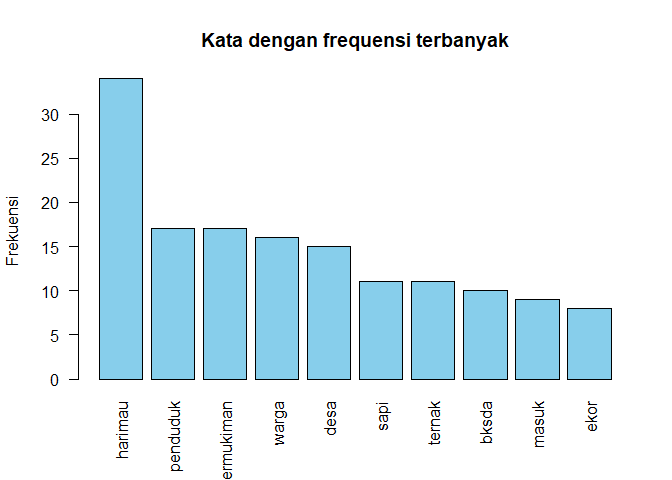 Kata dengan frequensi terbanyak
Frekuensi
30
25
20
15
10
5
0
harimau
penduduk
ermukiman
warga
desa
sapi
ternak
bksda
masuk
ekor